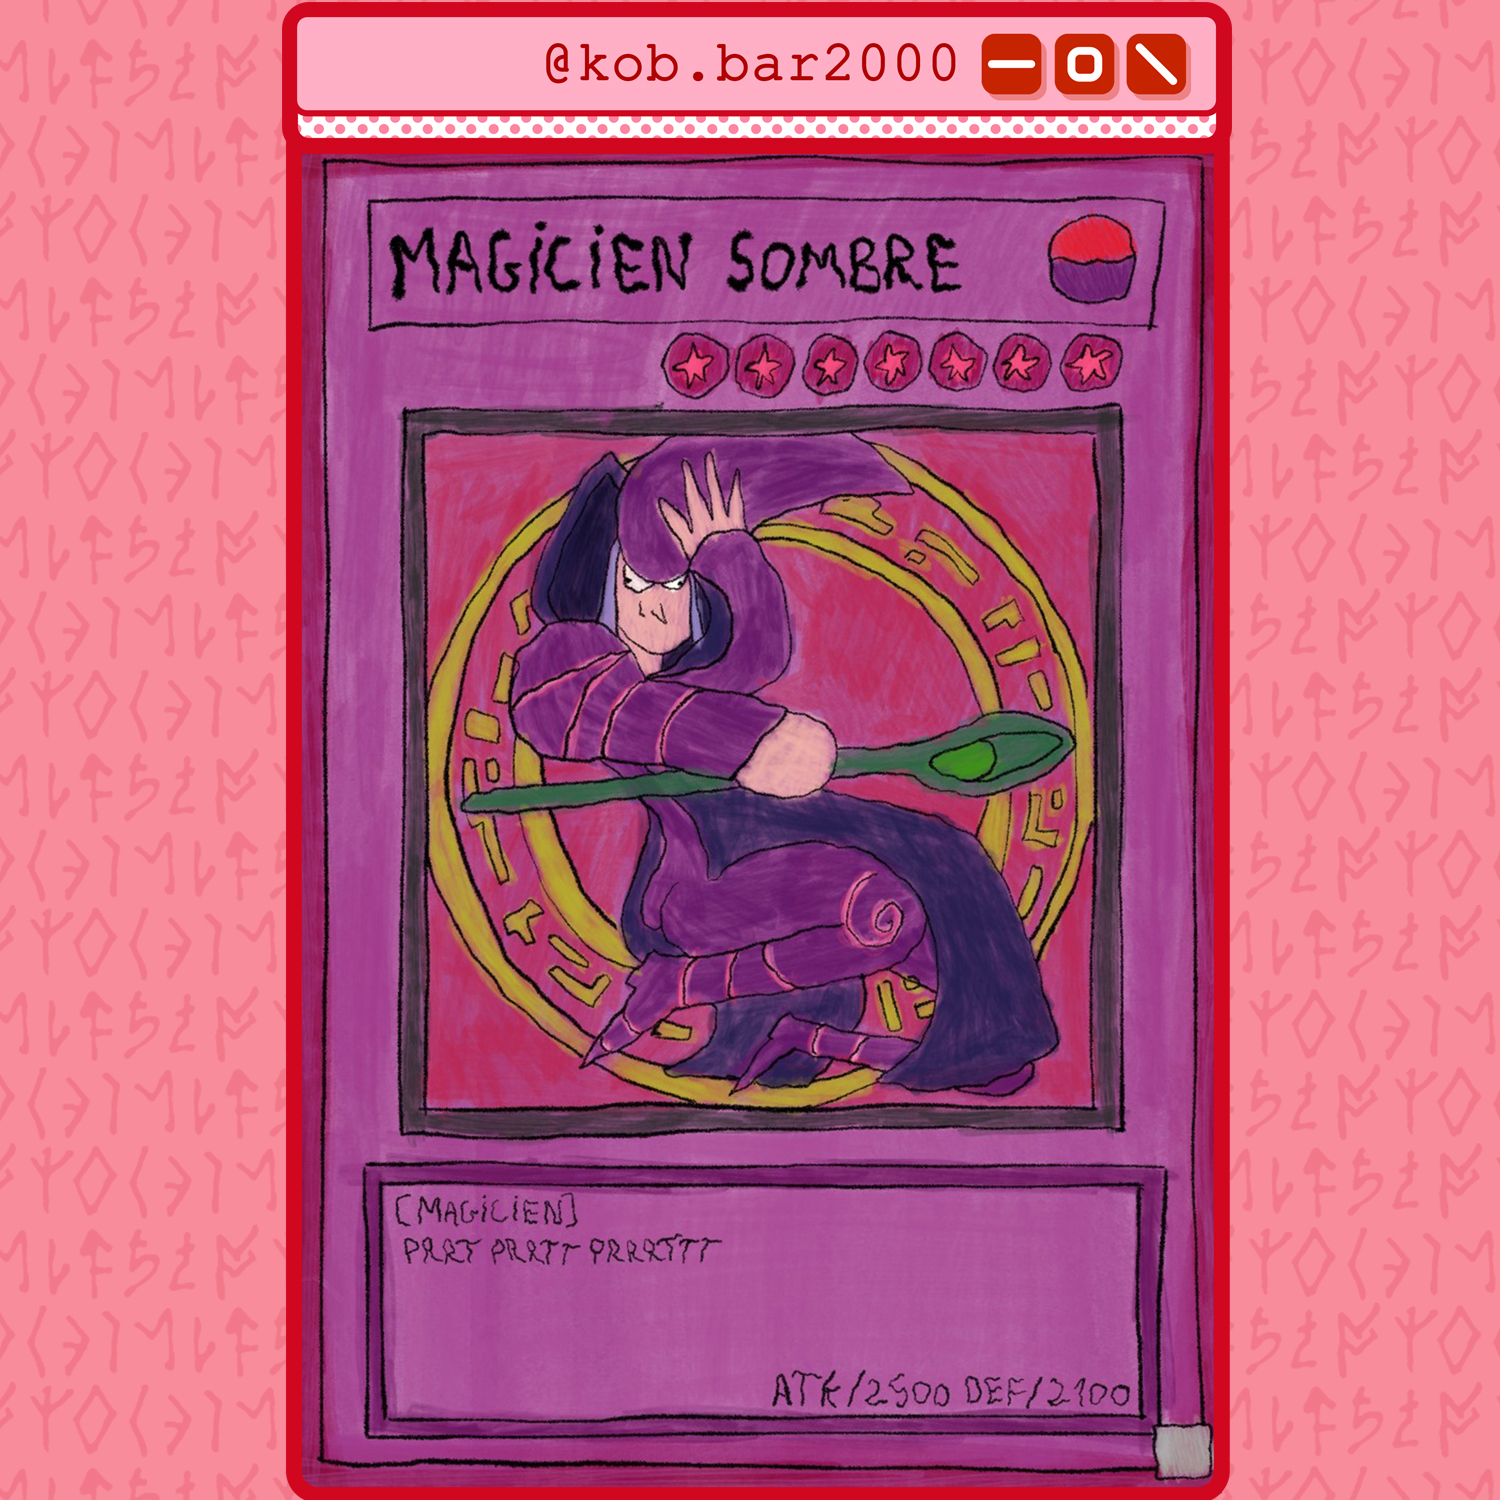 @kob.bar2000
MAGiCiEN SOMBRE
[MAGiCiEN]
PRRT PRRTT PRRRTTT
ATK/2500 DEF/2100